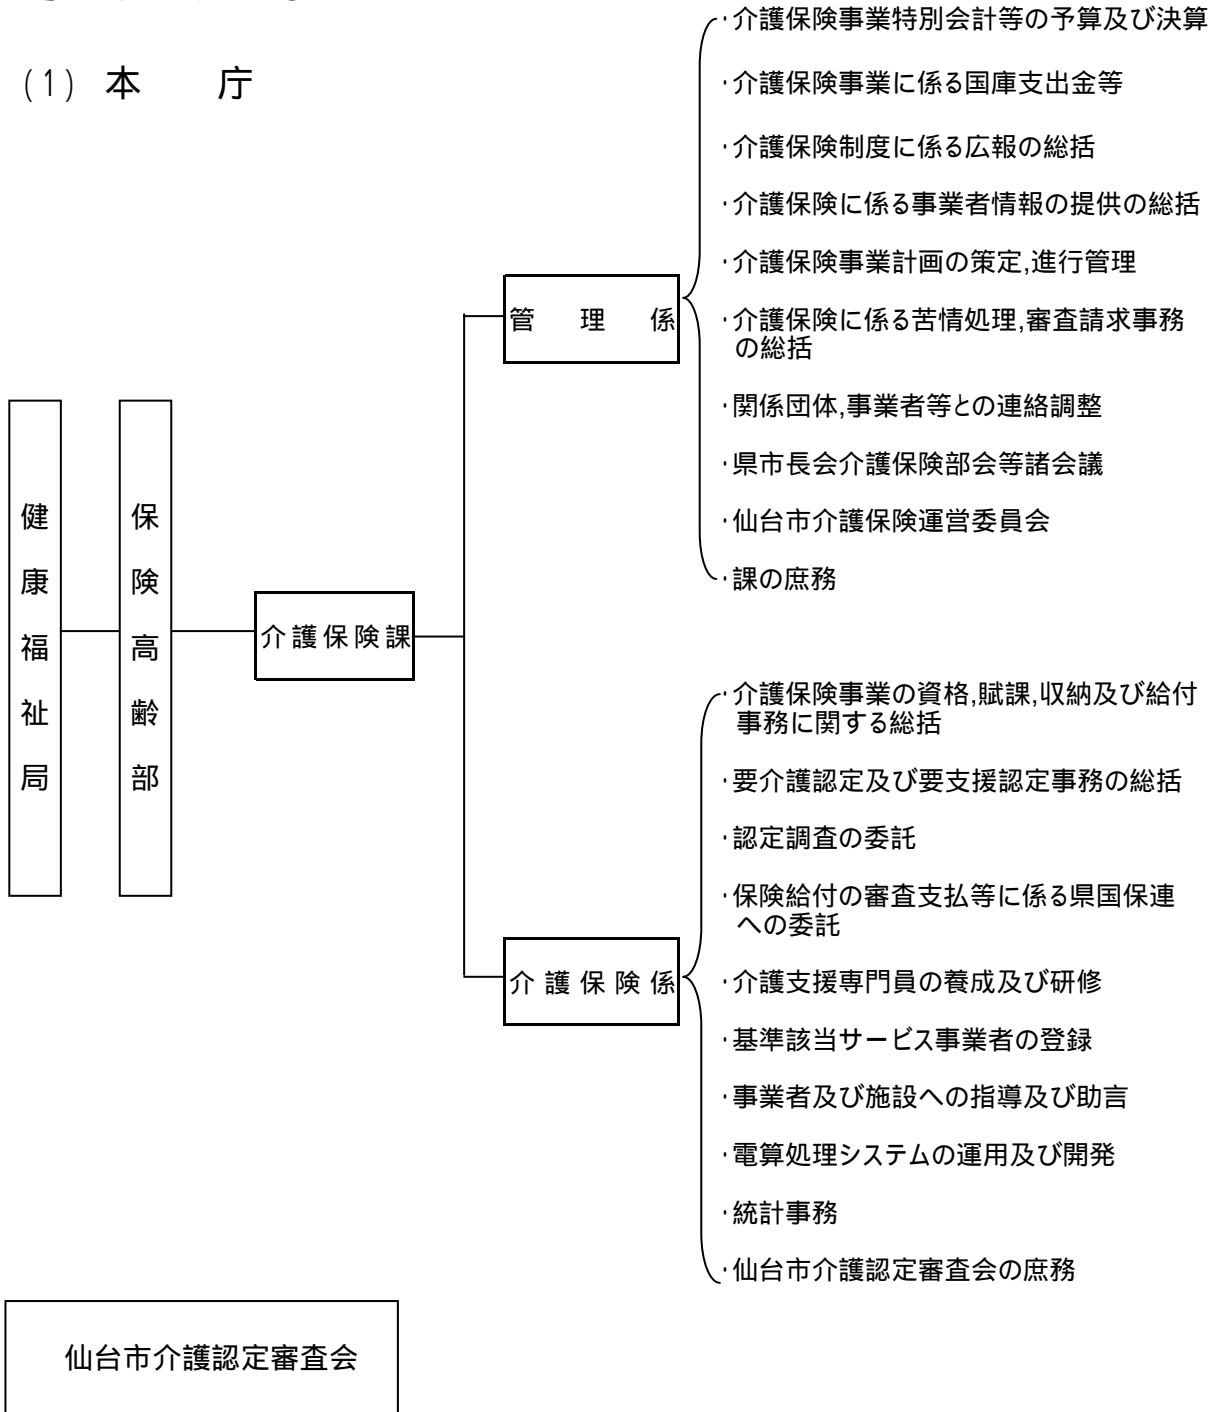 (1) 本　　庁
健康福祉局
保険高齢部
介護保険課
管　理　係
・介護保険事業特別会計等の予算及び決算
・介護保険事業に係る国庫支出金等
・介護保険制度に係る広報の総括
・介護保険に係る事業者情報の提供の総括
・介護保険事業計画の策定,進行管理
・介護保険に係る苦情処理,審査請求事務
の総括
・関係団体,事業者等との連絡調整
・県市長会介護保険部会等諸会議
・仙台市介護保険運営委員会
・課の庶務
介護保険係
・介護保険事業の資格,賦課,収納及び給付
事務に関する総括
・要介護認定及び要支援認定事務の総括
・認定調査の委託
・保険給付の審査支払等に係る県国保連
への委託
・介護支援専門員の養成及び研修
・基準該当サービス事業者の登録
・事業者及び施設への指導及び助言
・電算処理システムの運用及び開発
・統計事務
・仙台市介護認定審査会の庶務
仙台市介護認定審査会